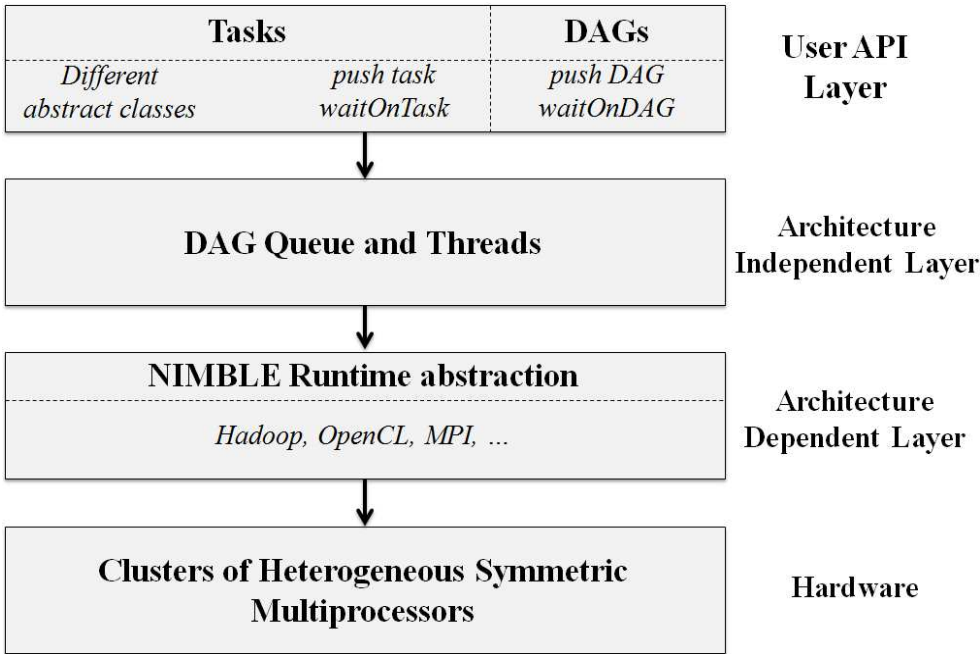 Tasks
DAGs
Different
abstract classes
push task
waitOnTask
push DAG
waitOnDAG
User API
Layer
DAG Queue and Threads
Architecture
Independent Layer
NIMBLE Runtime abstraction
Hadoop, OpenCL, MPI, ...
Architecture
Dependent Layer
Clusters of Heterogeneous Symmetric
Multiprocessors
Hardware